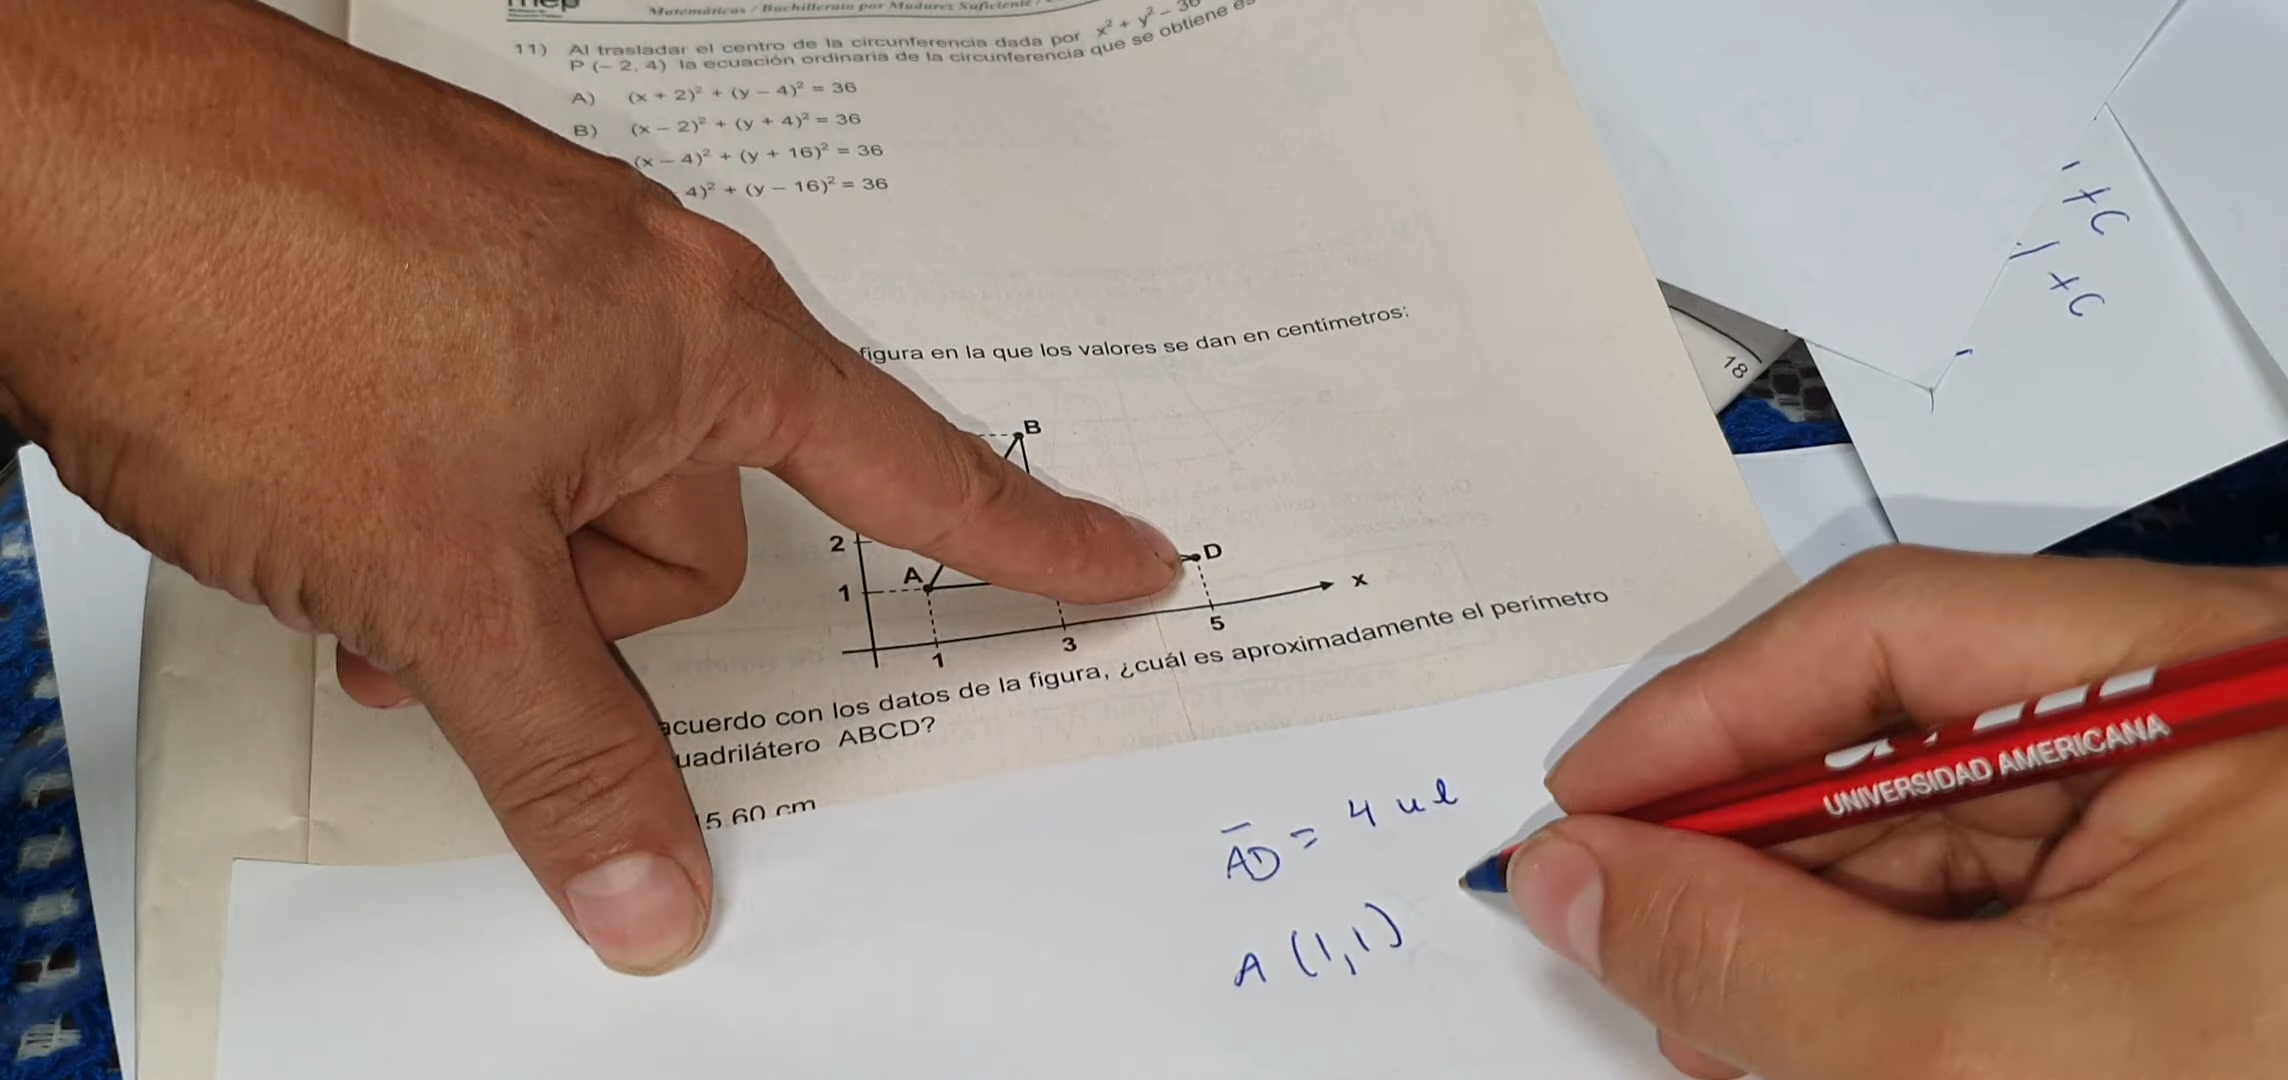 mep
Matemáticas / Bachillerato por Madurez Suficiente /
11) Al trasladar el centro de la circunferencia dada por x² + y² – 36
P (– 2, 4) la ecuación ordinaria de la circunferencia que se obtiene es
A) (x + 2)² + (y – 4)² = 36
B) (x – 2)² + (y + 4)² = 36
(x – 4)² + (y + 16)² = 36
4)² + (y – 16)² = 36
figura en la que los valores se dan en centímetros:
B
2
A
D
1
x
1
3
5
acuerdo con los datos de la figura, ¿cuál es aproximadamente el perímetro
uadrilátero ABCD?
5,60 cm
AD = 4 u l
A (1,1)
18
+C
+C
UNIVERSIDAD AMERICANA